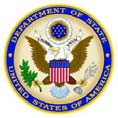 DEPARTMENT OF STATE
UNITED STATES OF AMERICA